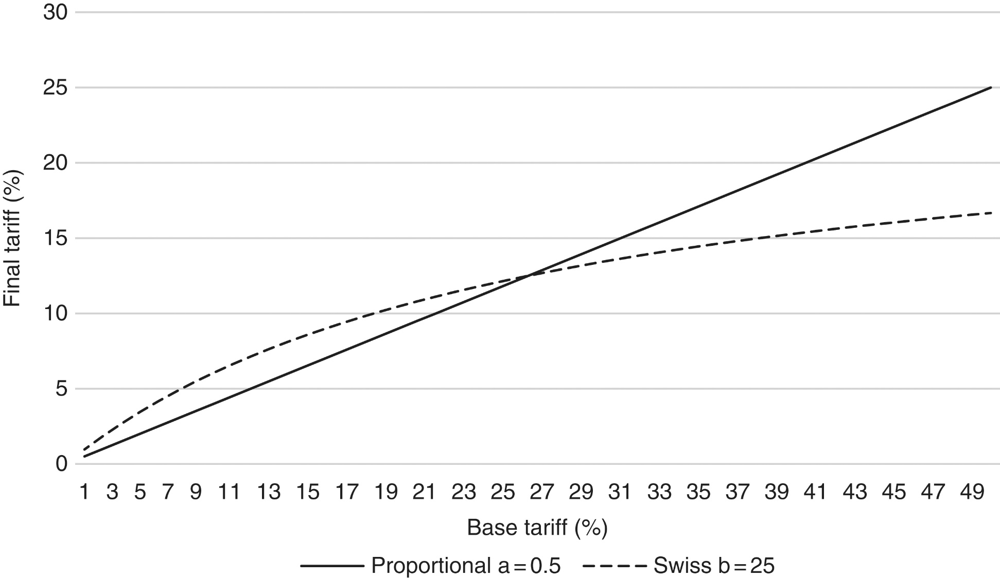 30
25
20
15
10
5
0
Final tariff (%)
1 3 5 7 9 11 13 15 17 19 21 23 25 27 29 31 33 35 37 39 41 43 45 47 49
Base tariff (%)
Proportional a = 0.5 Swiss b = 25